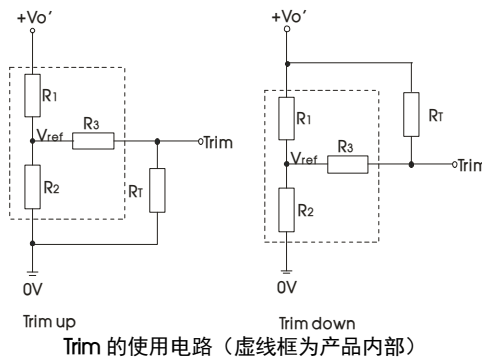 +Vo′
R1
Vref
R3
Trim
R2
RT
0V
Trim up
+Vo′
R1
RT
Vref
R3
Trim
R2
0V
Trim down
Trim 的使用电路（虚线框为产品内部）